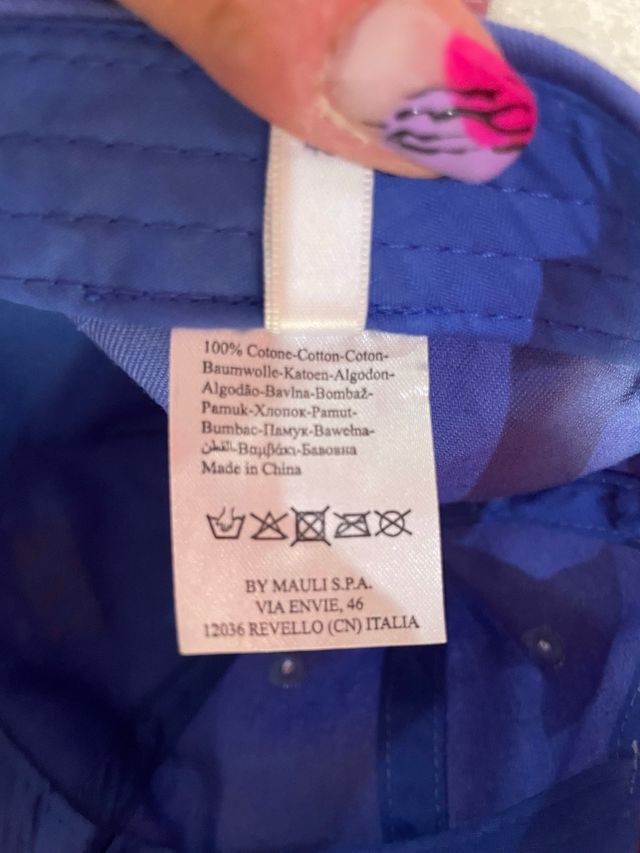 100% Cotone-Cotton-Coton-
Baumwolle-Katoen-Algodon-
Algodão-Bavlna-Bombaž-
Pamuk-Хлопок-Pamut-
Bumbac-Памук-Bawełna-
القطن-Βαμβάκι-Бавовна
Made in China
BY MAULI S.P.A.
VIA ENVIE, 46
12036 REVELLO (CN) ITALIA